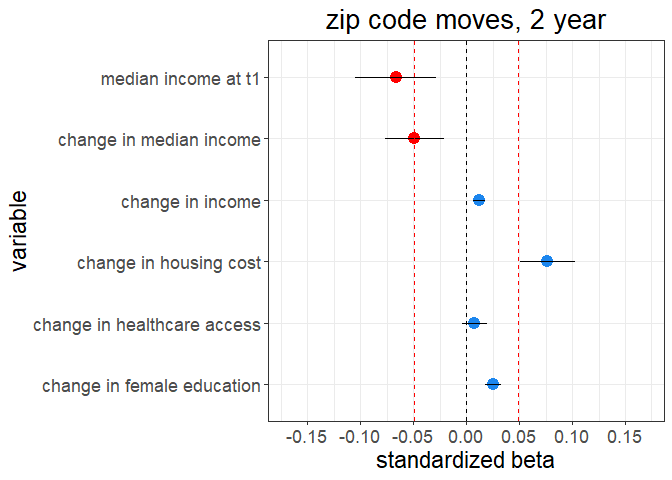 zip code moves, 2 year
variable
median income at t1
change in median income
change in income
change in housing cost
change in healthcare access
change in female education
-0.15 -0.10 -0.05 0.00 0.05 0.10 0.15
standardized beta